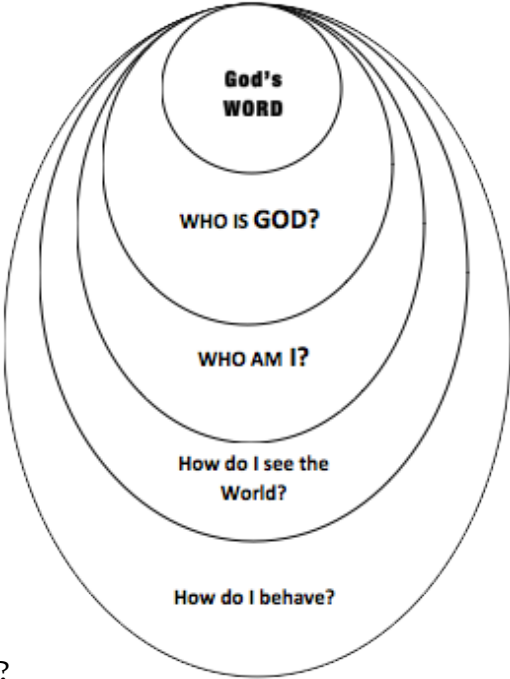 God's
WORD
WHO IS GOD?
WHO AM I?
How do I see the
World?
How do I behave?
?